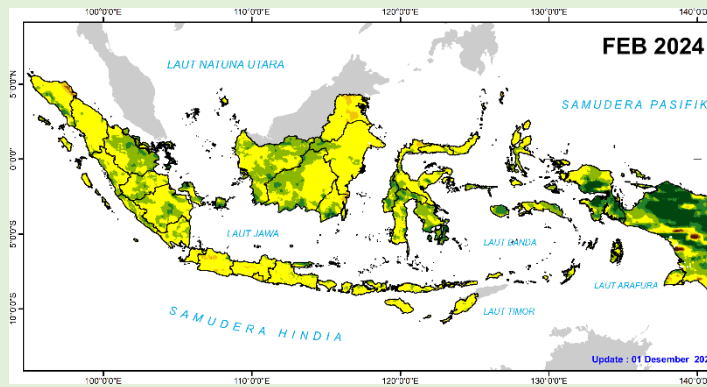 100°0'0"E 110°0'0"E 120°0'0"E 130°0'0"E 140°0'0"E
FEB 2024
LAUT NATUNA UTARA
5°0'0"N
SAMUDERA PASIFIK
0°0'0"
5°0'0"S
LAUT JAWA
LAUT BANDA
LAUT ARAFURA
10°0'0"S
SAMUDERA HINDIA
LAUT TIMOR
Update : 01 Desember 202
100°0'0"E 110°0'0"E 120°0'0"E 130°0'0"E 140°0'